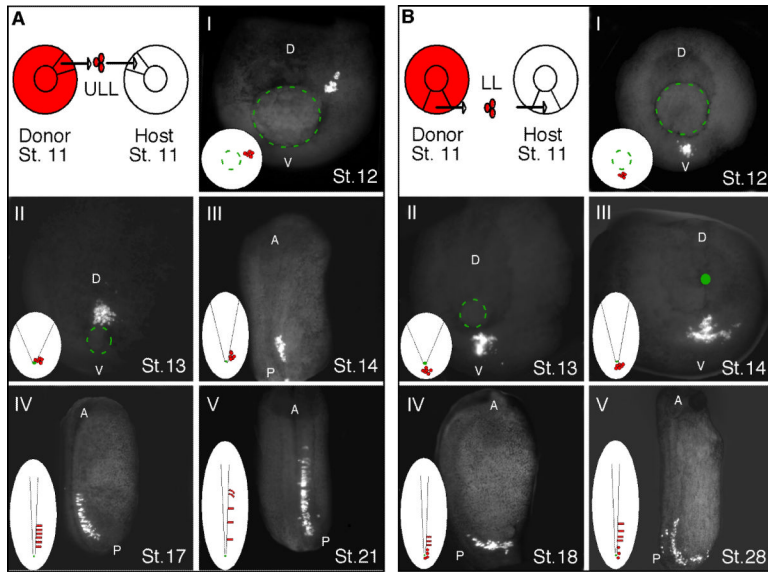 A
ULL
Donor
St. 11
Host
St. 11
I
D
V
St.12
II
D
V
St.13
III
A
P
St.14
IV
A
P
St.17
V
A
P
St.21
B
LL
Donor
St. 11
Host
St. 11
I
D
V
St.12
II
D
V
St.13
III
D
V
St.14
IV
A
P
St.18
V
A
P
St.28